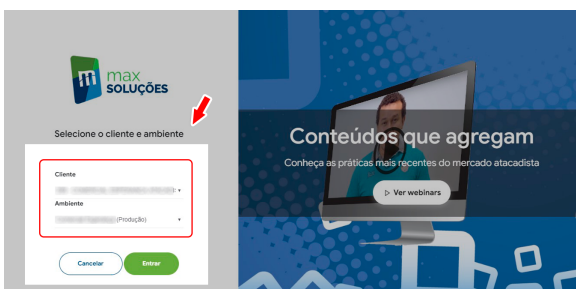 max
SOLUÇÕES
Selecione o cliente e ambiente
Cliente
Ambiente
(Produção)
Cancelar
Entrar
Conteúdos que agregam
Conheça as práticas mais recentes do mercado atacadista
Ver webinars